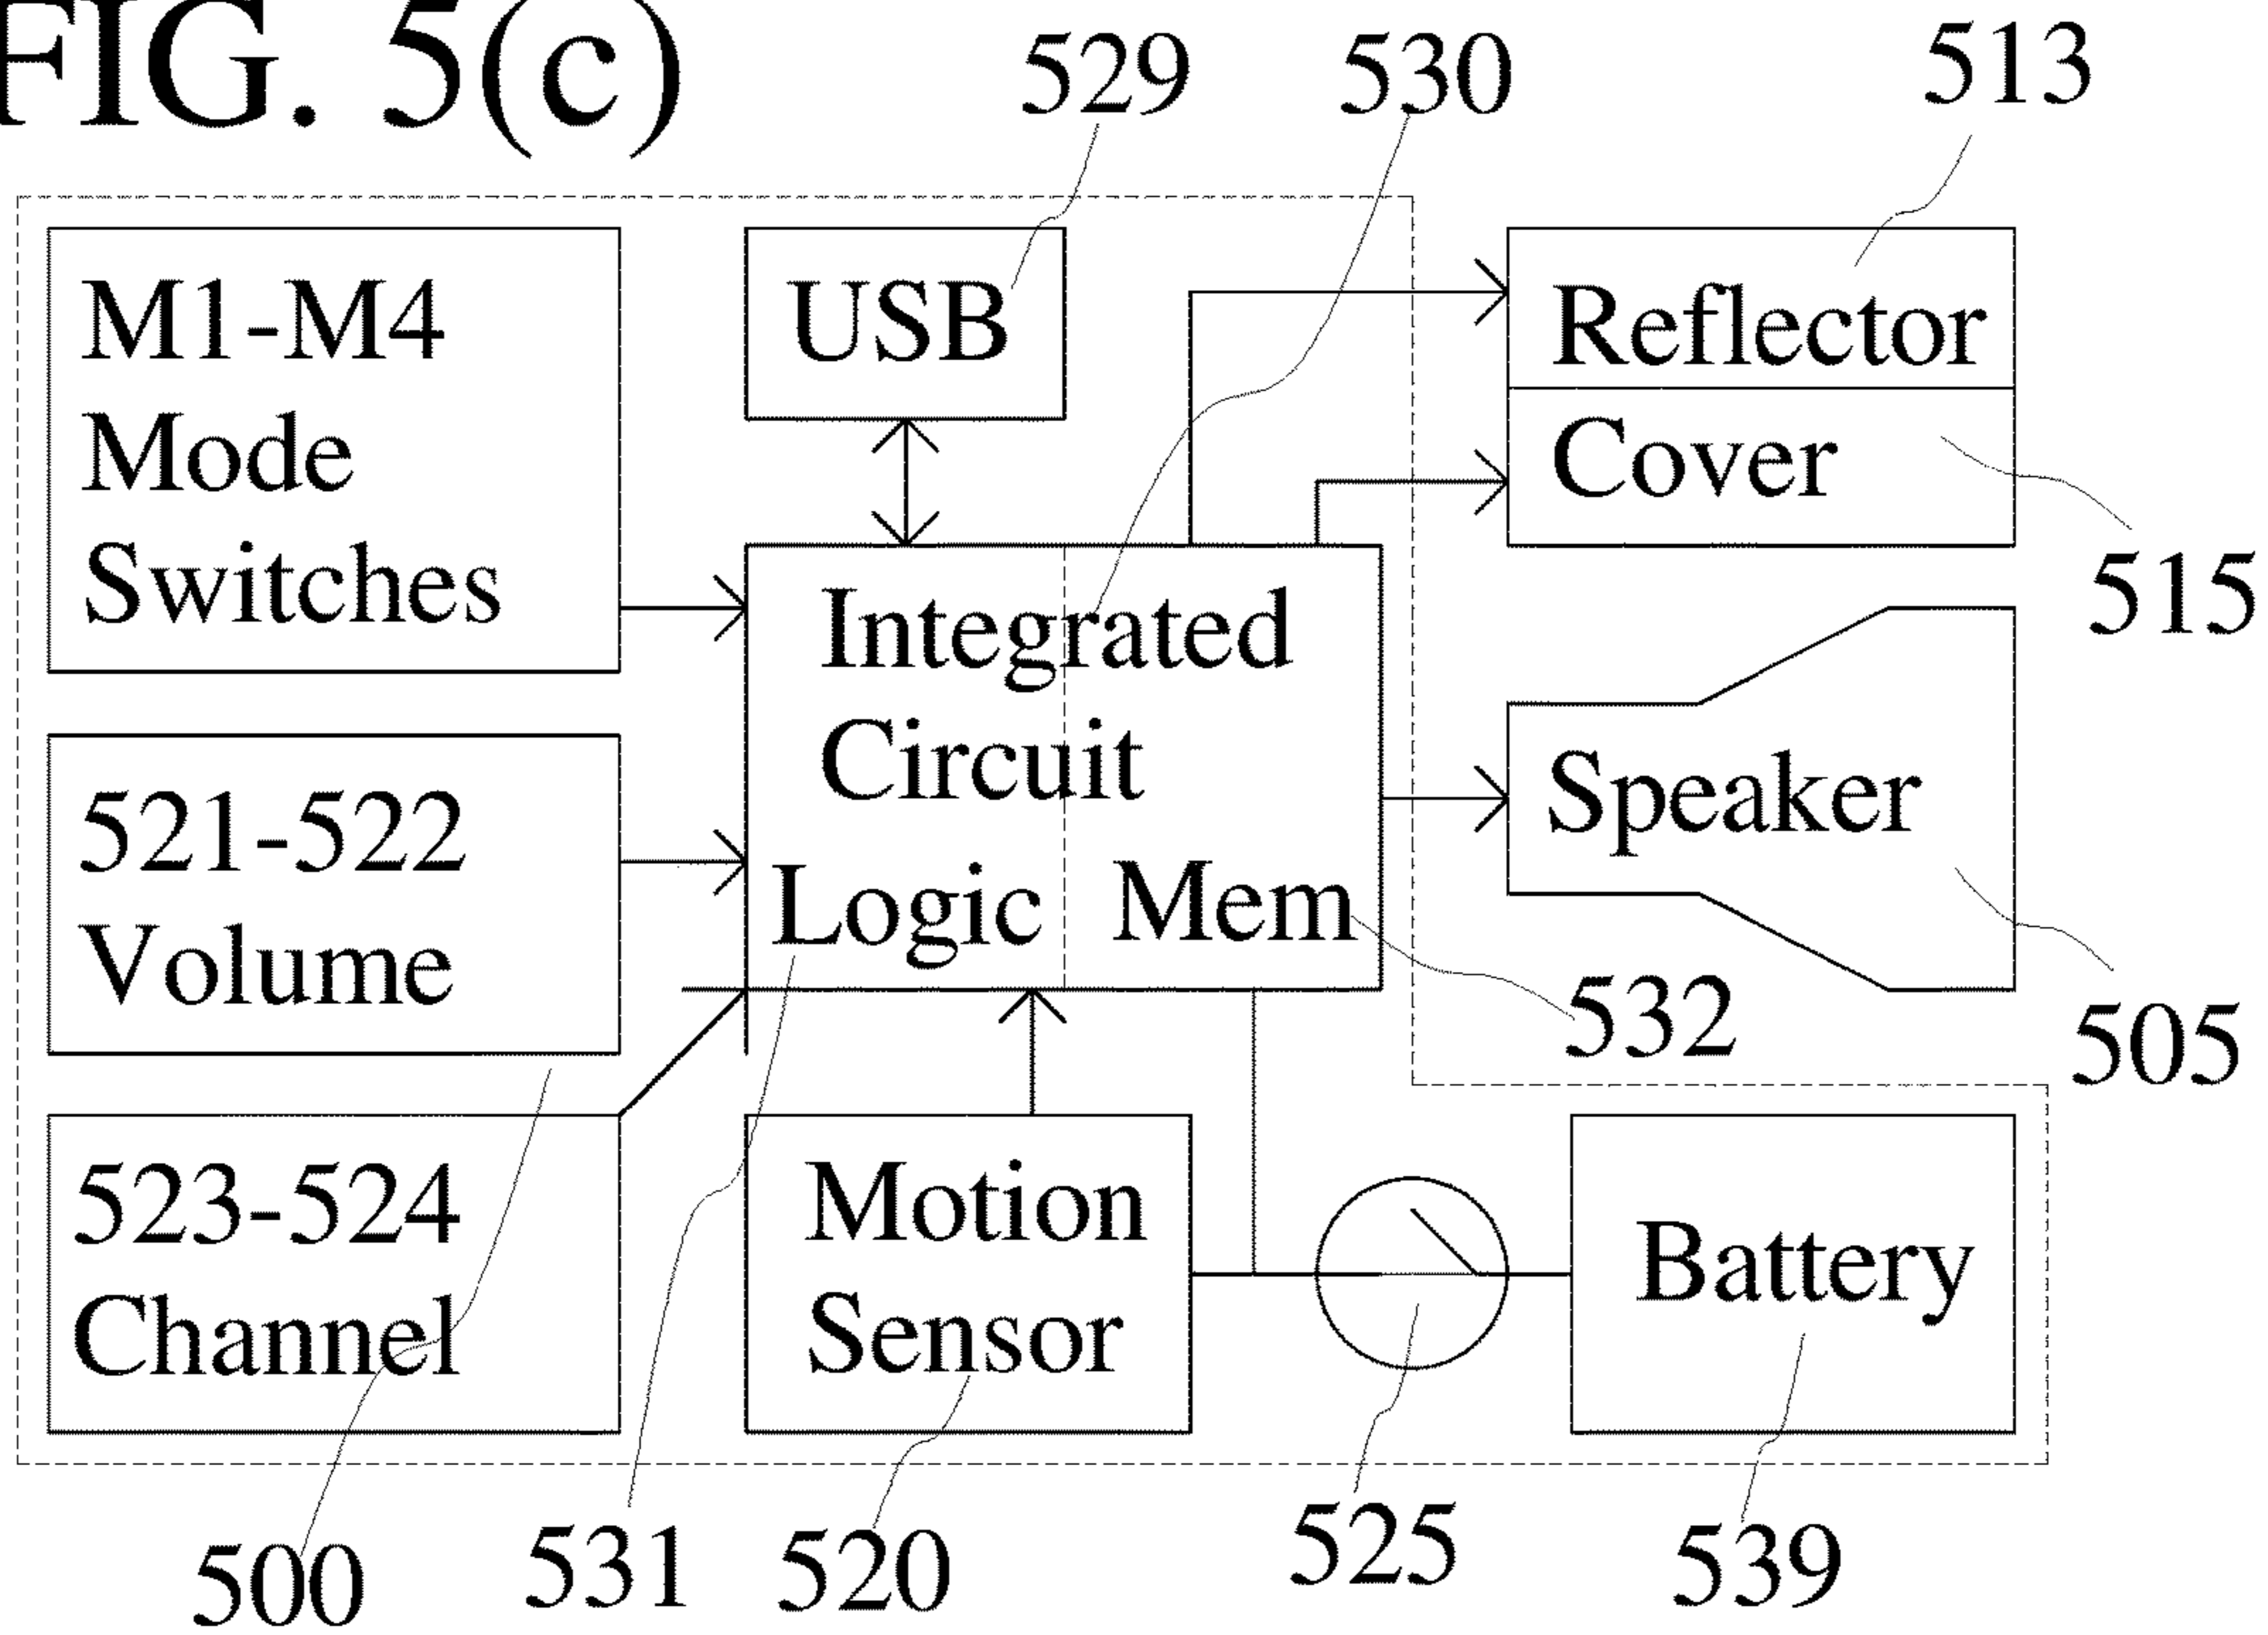 FIG. 5(c)
529
530
513
M1-M4
Mode
Switches
USB
Reflector
Cover
515
Integrated
Circuit
Logic
Mem
521-522
Volume
Speaker
532
505
523-524
Channel
Motion
Sensor
Battery
500
531
520
525
539